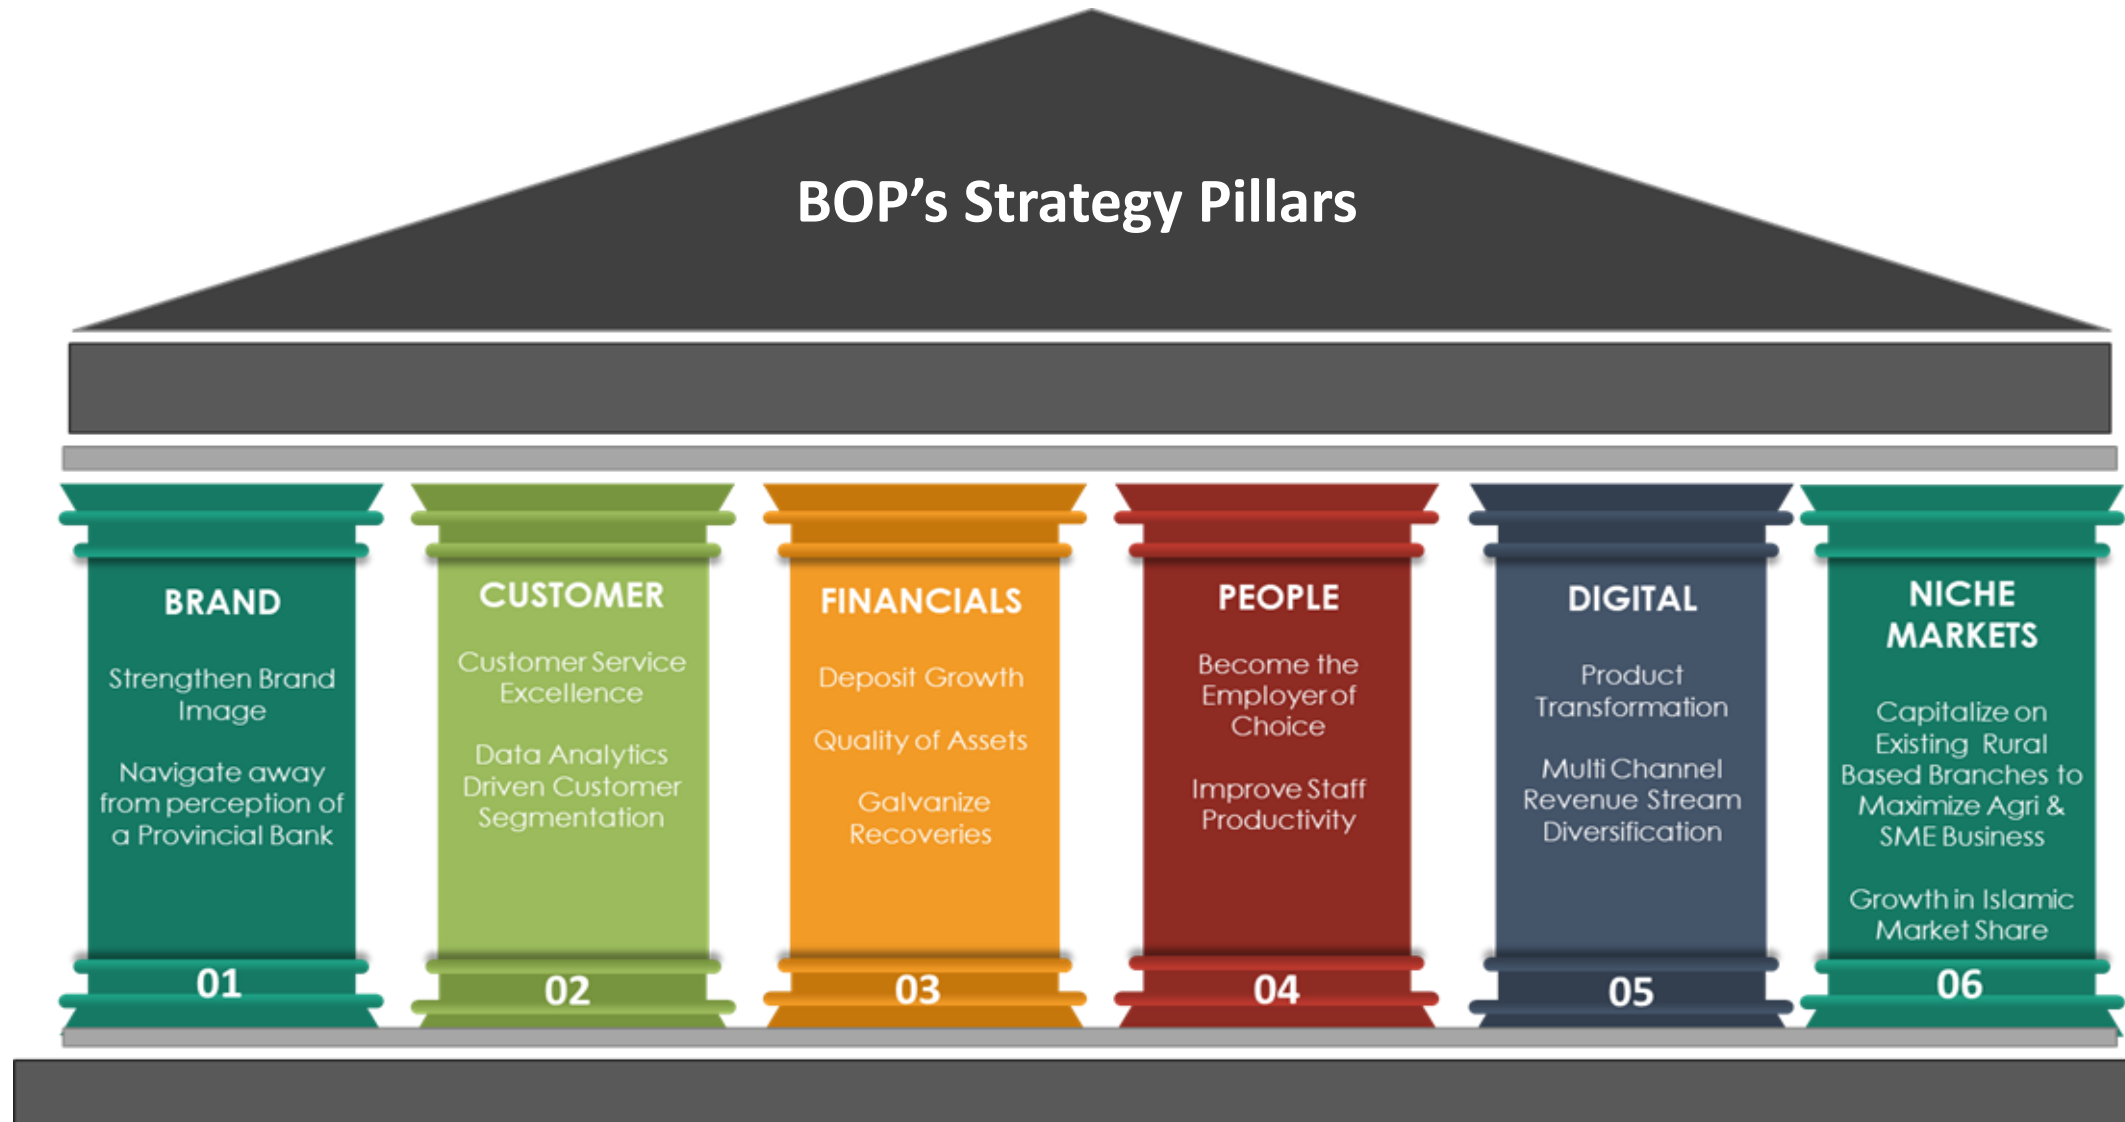 BOP’s Strategy Pillars
BRAND
Strengthen Brand
Image
Navigate away
from perception of
a Provincial Bank
01
CUSTOMER
Customer Service
Excellence
Data Analytics
Driven Customer
Segmentation
02
FINANCIALS
Deposit Growth
Quality of Assets
Galvanize
Recoveries
03
PEOPLE
Become the
Employer of
Choice
Improve Staff
Productivity
04
DIGITAL
Product
Transformation
Multi Channel
Revenue Stream
Diversification
05
NICHE
MARKETS
Capitalize on
Existing Rural
Based Branches to
Maximize Agri &
SME Business
Growth in Islamic
Market Share
06